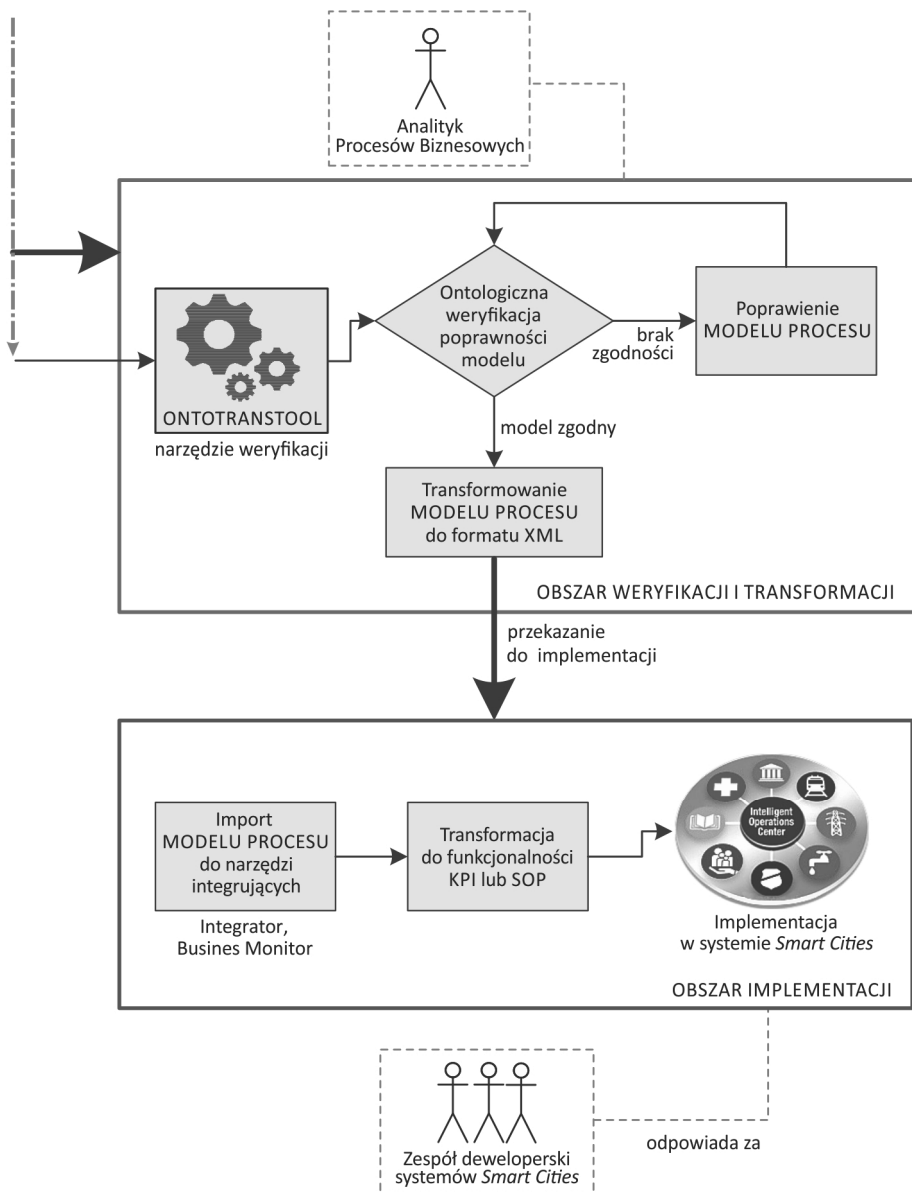 Analityk
Procesów Biznesowych
Ontologiczna
weryfikacja
poprawności
modelu
brak
zgodności
Poprawienie
MODELU PROCESU
ONTOTRANSTOOL
narzędzie weryfikacji
model zgodny
Transformowanie
MODELU PROCESU
do formatu XML
OBSZAR WERYFIKACJI I TRANSFORMACJI
przekazanie
do implementacji
Import
MODELU PROCESU
do narzędzi
integrujących
Integrator,
Busines Monitor
Transformacja
do funkcjonalności
KPI lub SOP
Intelligent
Operations
Center
Implementacja
w systemie Smart Cities
OBSZAR IMPLEMENTACJI
Zespół deweloperski
systemów Smart Cities
odpowiada za